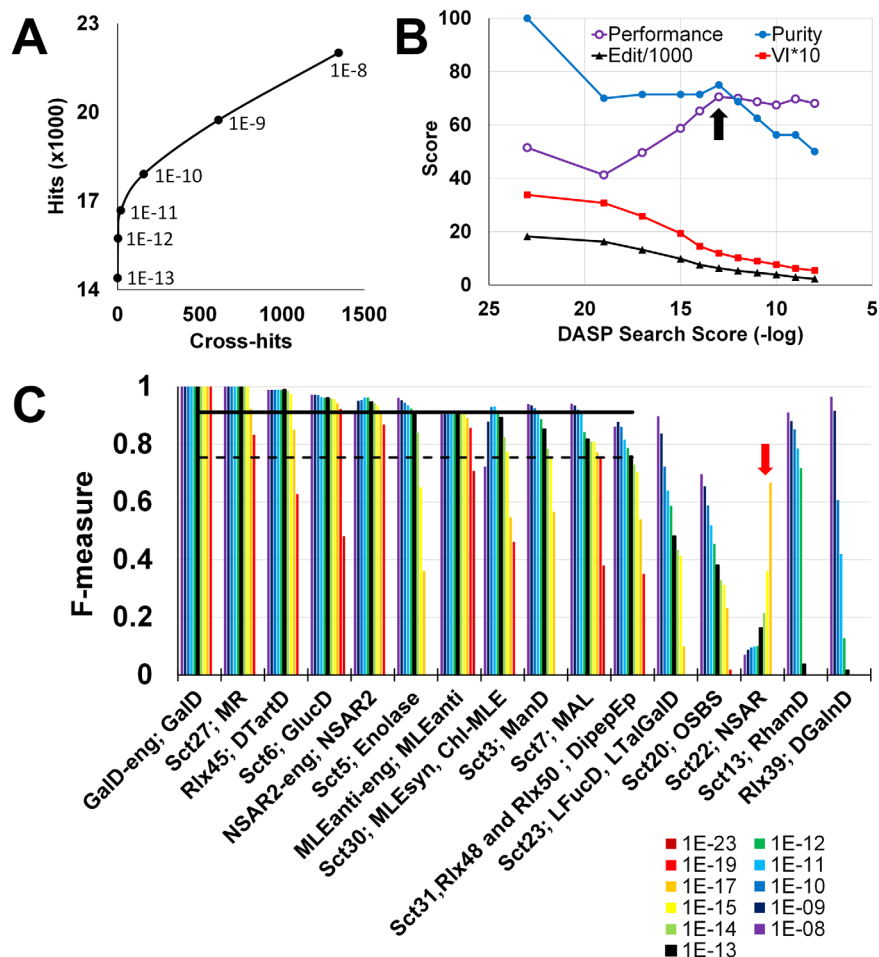 A
23
20
17
14
Hits (x1000)
1E-8
1E-9
1E-10
1E-11
1E-12
1E-13
0
500
1000
1500
Cross-hits
B
100
80
60
40
20
0
Score
Performance
Purity
Edit/1000
VI*10
25
20
15
10
5
DASP Search Score (-log)
C
1
0.8
0.6
0.4
0.2
0
F-measure
GalD-eng; GalD
Sct27; MR
Rlx45; DTartD
Sct6; GlucD
NSAR2-eng; NSAR2
Sct5; Enolase
MLEanti-eng; MLEanti
Sct30; MLEsyn, Chl-MLE
Sct3; ManD
Sct7; MAL
Sct31,Rlx48 and Rlx50 ; DipepEp
Sct23; LFucD, LTalGalD
Sct20; OSBS
Sct22; NSAR
Sct13; RhamD
Rlx39; DGalnD
1E-23
1E-19
1E-17
1E-15
1E-14
1E-13
1E-12
1E-11
1E-10
1E-09
1E-08